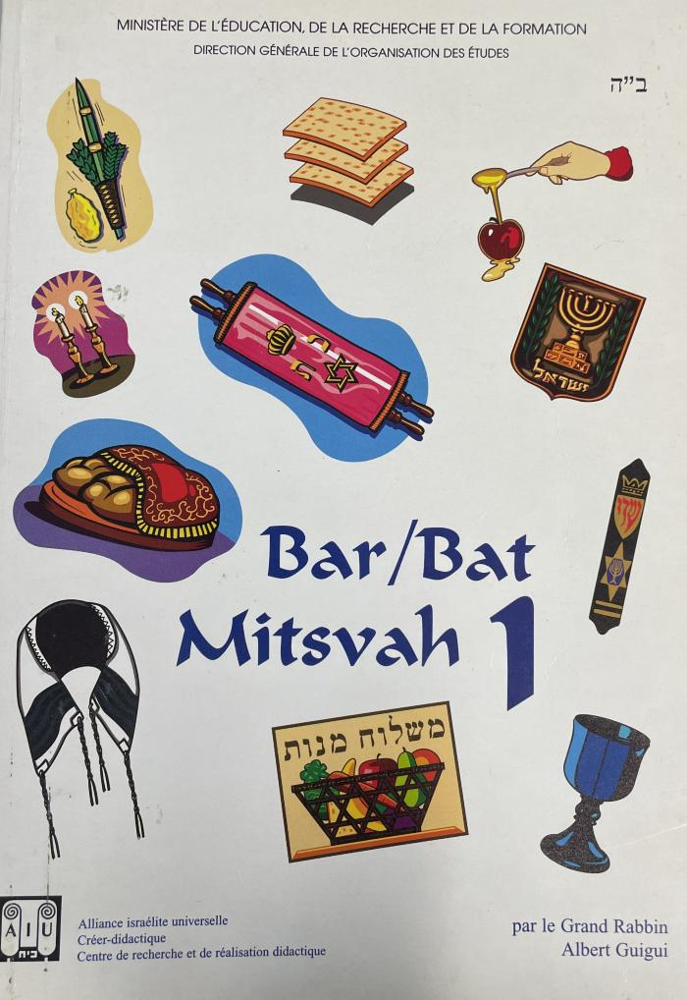 MINISTÈRE DE L'ÉDUCATION, DE LA RECHERCHE ET DE LA FORMATION
DIRECTION GÉNÉRALE DE L'ORGANISATION DES ÉTUDES
ב״ה
ישראל
שדי
Bar/Bat
Mitsvah 1
משלוח מנות
AIU
כיח
Alliance israélite universelle
Créer-didactique
Centre de recherche et de réalisation didactique
par le Grand Rabbin
Albert Guigui